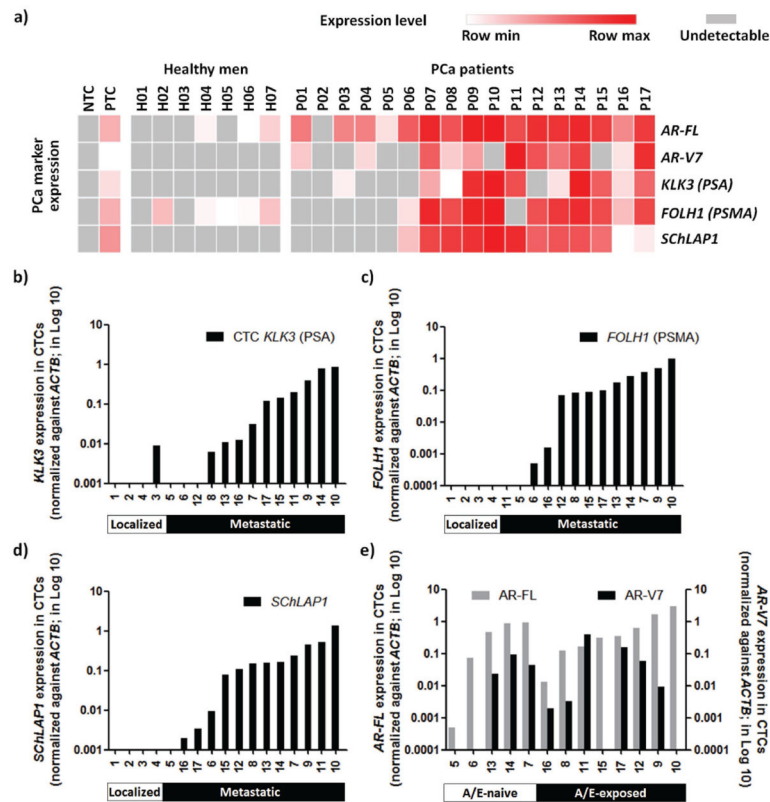 a)
Expression level
Row min
Row max
Undetectable
Healthy men
PCa patients
NTC PTC H01 H02 H03 H04 H05 H06 H07 P01 P02 P03 P04 P05 P06 P07 P08 P09 P10 P11 P12 P13 P14 P15 P16 P17
PCa marker
expression
AR-FL
AR-V7
KLK3 (PSA)
FOLH1 (PSMA)
SChLAP1
b)
KLK3 expression in CTCs
(normalized against ACTB; in Log 10)
10
1
0.1
0.01
0.001
CTC KLK3 (PSA)
1 2 4 3 5 6 12 8 13 16 7 17 15 11 9 14 10
Localized
Metastatic
c)
FOLH1 expression in CTCs
(normalized against ACTB; in Log 10)
10
1
0.1
0.01
0.001
FOLH1 (PSMA)
1 2 3 4 11 5 6 16 12 8 15 17 13 14 7 9 10
Localized
Metastatic
d)
SChLAP1 expression in CTCs
(normalized against ACTB; in Log 10)
10
1
0.1
0.01
0.001
SChLAP1
1 2 3 4 5 16 17 6 15 12 8 13 14 7 9 11 10
Localized
Metastatic
e)
AR-FL expression in CTCs
(normalized against ACTB; in Log 10)
10
1
0.1
0.01
0.001
0.0001
AR-FL
AR-V7
10
1
0.1
0.01
0.001
0.0001
AR-V7 expression in CTCs
(normalized against ACTB; in Log 10)
5 6 13 14 7 16 8 11 15 17 12 9 10
A/E-naive
A/E-exposed